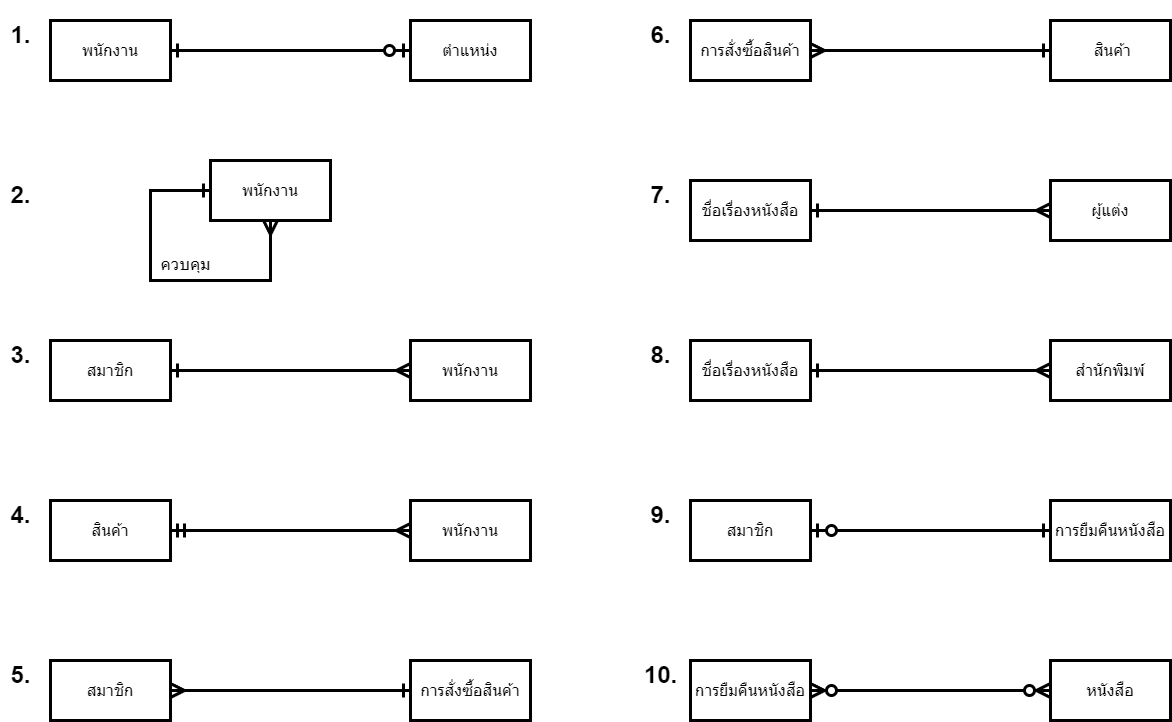 1.
พนักงาน
ตำแหน่ง
2.
พนักงาน
ควบคุม
3.
สมาชิก
พนักงาน
4.
สินค้า
พนักงาน
5.
สมาชิก
การสั่งซื้อสินค้า
6.
การสั่งซื้อสินค้า
สินค้า
7.
ชื่อเรื่องหนังสือ
ผู้แต่ง
8.
ชื่อเรื่องหนังสือ
สำนักพิมพ์
9.
สมาชิก
การยืมคืนหนังสือ
10.
การยืมคืนหนังสือ
หนังสือ